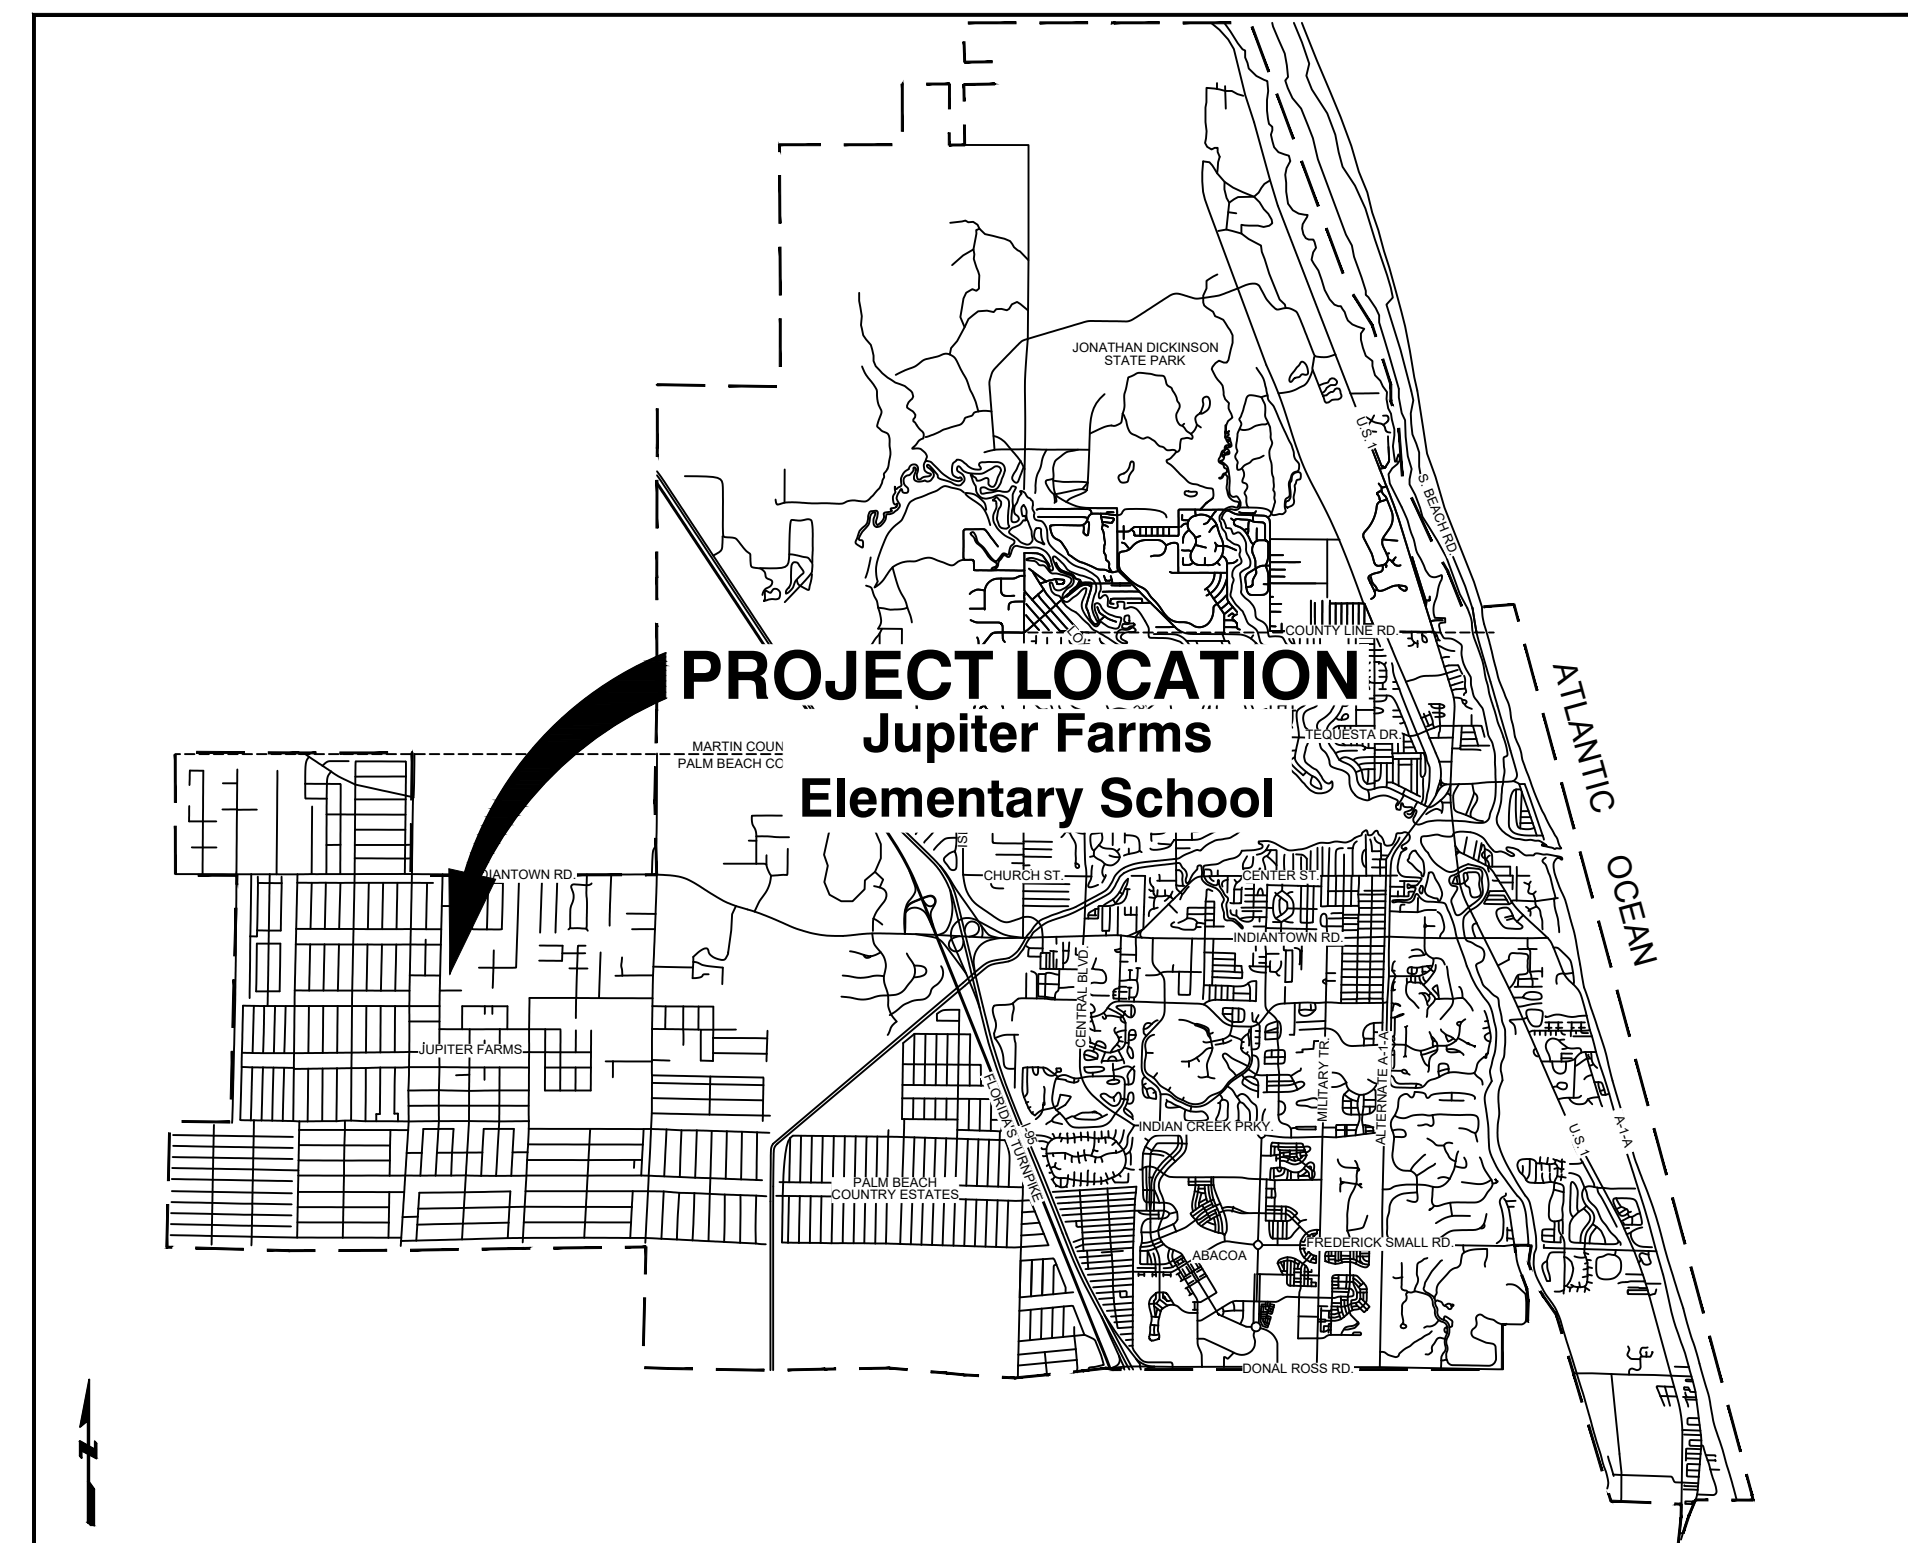 JONATHAN DICKINSON
STATE PARK
U.S. 1
S. BEACH RD.
COUNTY LINE RD.
PROJECT LOCATION
Jupiter Farms
Elementary School
TEQUESTA DR.
MARTIN COUN
PALM BEACH CO
ATLANTIC
OCEAN
DIANTOWN RD.
CHURCH ST.
CENTER ST.
INDIANTOWN RD.
CENTRAL BLVD.
JUPITER FARMS
MILITARY TR.
ALTERNATE A-1-A
FLORIDA'S TURNPIKE
I-95
INDIAN CREEK PRKY.
U.S. 1
A-1-A
PALM BEACH
COUNTRY ESTATES
FREDERICK SMALL RD.
ABACOA
DONAL ROSS RD.
N